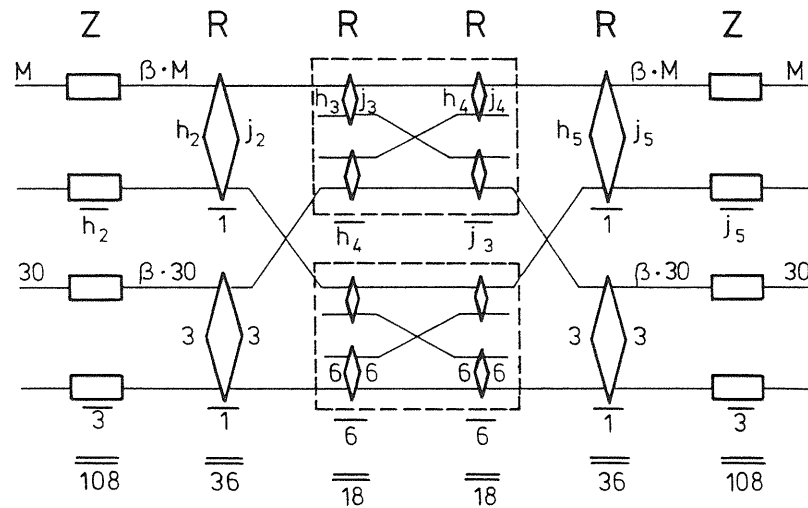 Z R R R R Z
M β·M β·M M
h₃ j₃ h₄ j₄
h₂ j₂ h₅ j₅
h₂ 1 h₄ j₃ 1 j₅
30 β·30 β·30 30
3 3 3 3
6 6 6 6
3 1 6 6 1 3
108 36 18 18 36 108